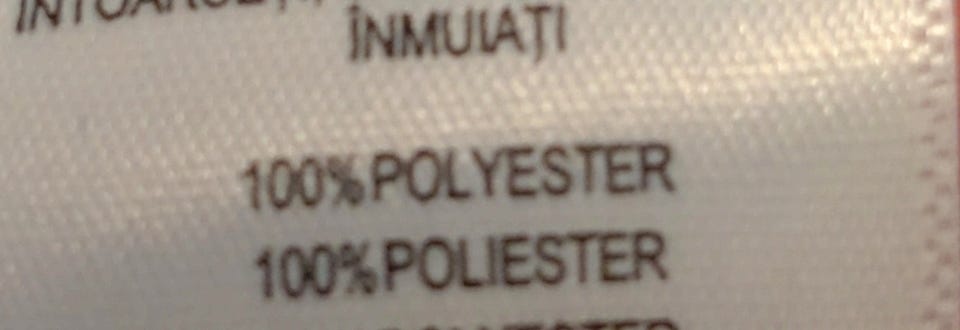 ÎNMUIAȚI
100% POLYESTER
100% POLIESTER